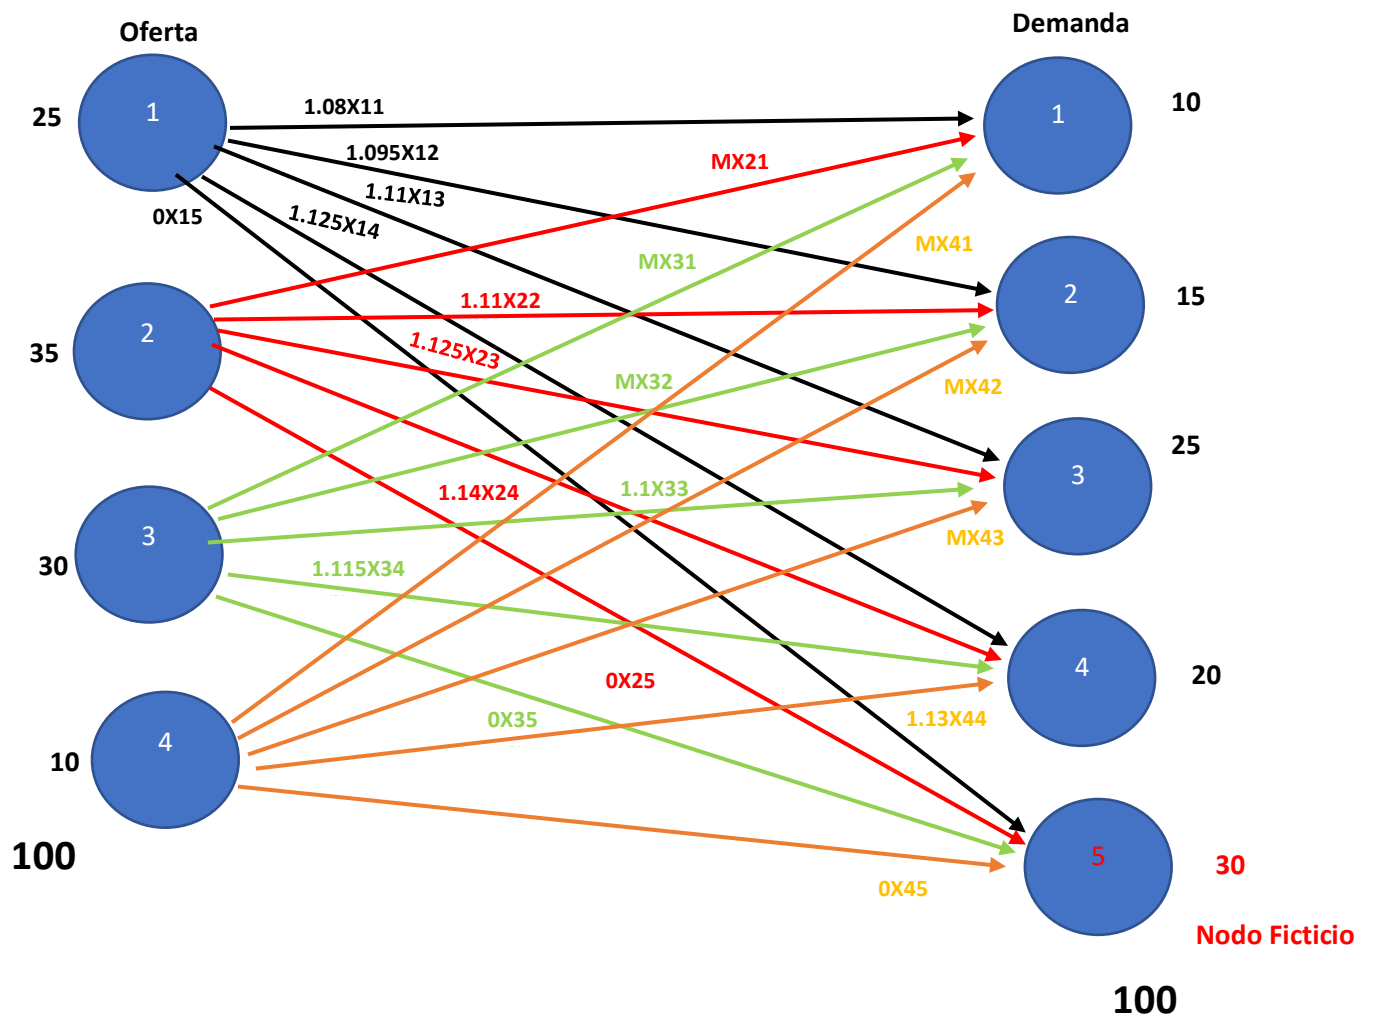 Oferta
Demanda
25
1
1.08X11
1
10
1.095X12
MX21
1.11X13
0X15
1.125X14
MX41
MX31
2
1.11X22
2
15
35
1.125X23
MX32
MX42
3
25
1.14X24
1.1X33
3
MX43
30
1.115X34
4
20
0X25
0X35
1.13X44
4
10
100
5
30
0X45
Nodo Ficticio
100